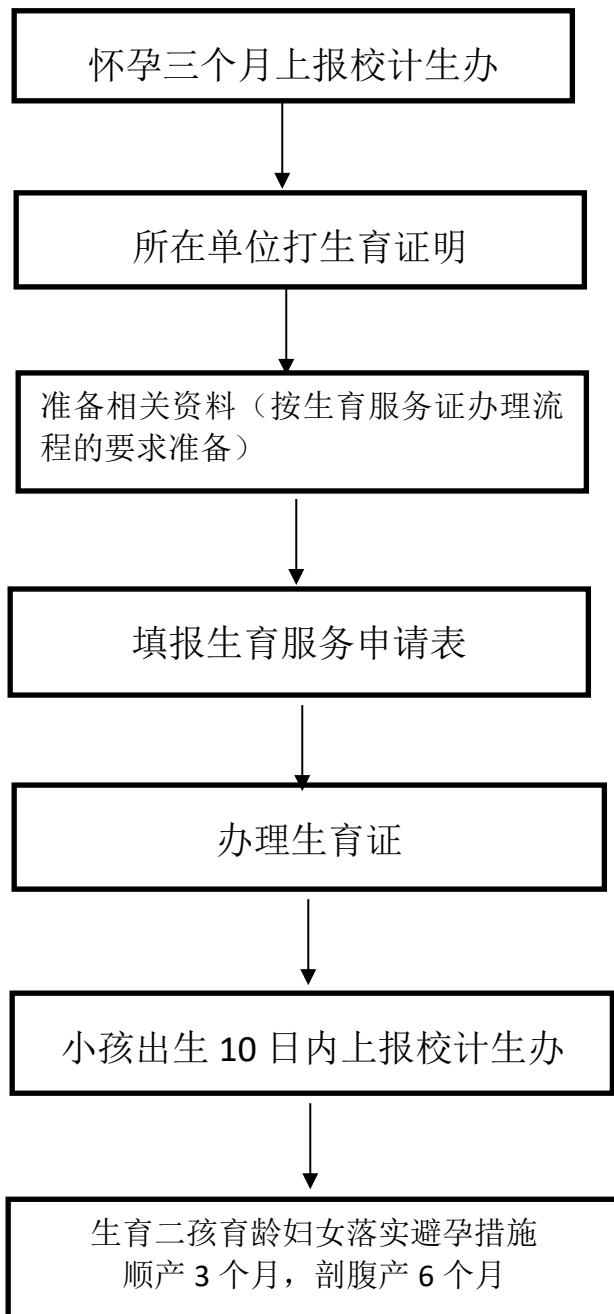 怀孕三个月上报校计生办
所在单位打生育证明
准备相关资料（按生育服务证办理流
程的要求准备）
填报生育服务申请表
办理生育证
小孩出生 10 日内上报校计生办
生育二孩育龄妇女落实避孕措施
顺产 3 个月，剖腹产 6 个月